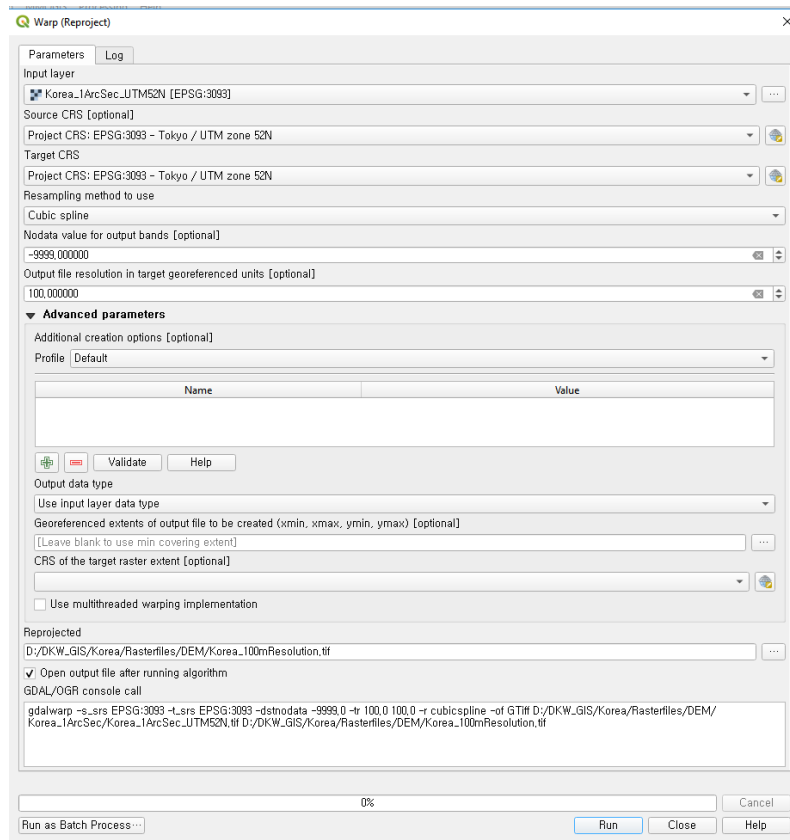 Warp (Reproject)
Parameters Log
Input layer
Korea_1ArcSec_UTM52N [EPSG:3093]
Source CRS [optional]
Project CRS: EPSG:3093 - Tokyo / UTM zone 52N
Target CRS
Project CRS: EPSG:3093 - Tokyo / UTM zone 52N
Resampling method to use
Cubic spline
Nodata value for output bands [optional]
-9999,000000
Output file resolution in target georeferenced units [optional]
100,000000
Advanced parameters
Additional creation options [optional]
Profile Default
Name Value
Validate Help
Output data type
Use input layer data type
Georeferenced extents of output file to be created (xmin, xmax, ymin, ymax) [optional]
[Leave blank to use min covering extent]
CRS of the target raster extent [optional]
Use multithreaded warping implementation
Reprojected
D:/DKW_GIS/Korea/Rasterfiles/DEM/Korea_100mResolution.tif
Open output file after running algorithm
GDAL/OGR console call
gdalwarp -s_srs EPSG:3093 -t_srs EPSG:3093 -dstnodata -9999.0 -tr 100.0 100.0 -r cubicspline -of GTiff D:/DKW_GIS/Korea/Rasterfiles/DEM/
Korea_1ArcSec/Korea_1ArcSec_UTM52N.tif D:/DKW_GIS/Korea/Rasterfiles/DEM/Korea_100mResolution.tif
0% Cancel
Run as Batch Process… Run Close Help